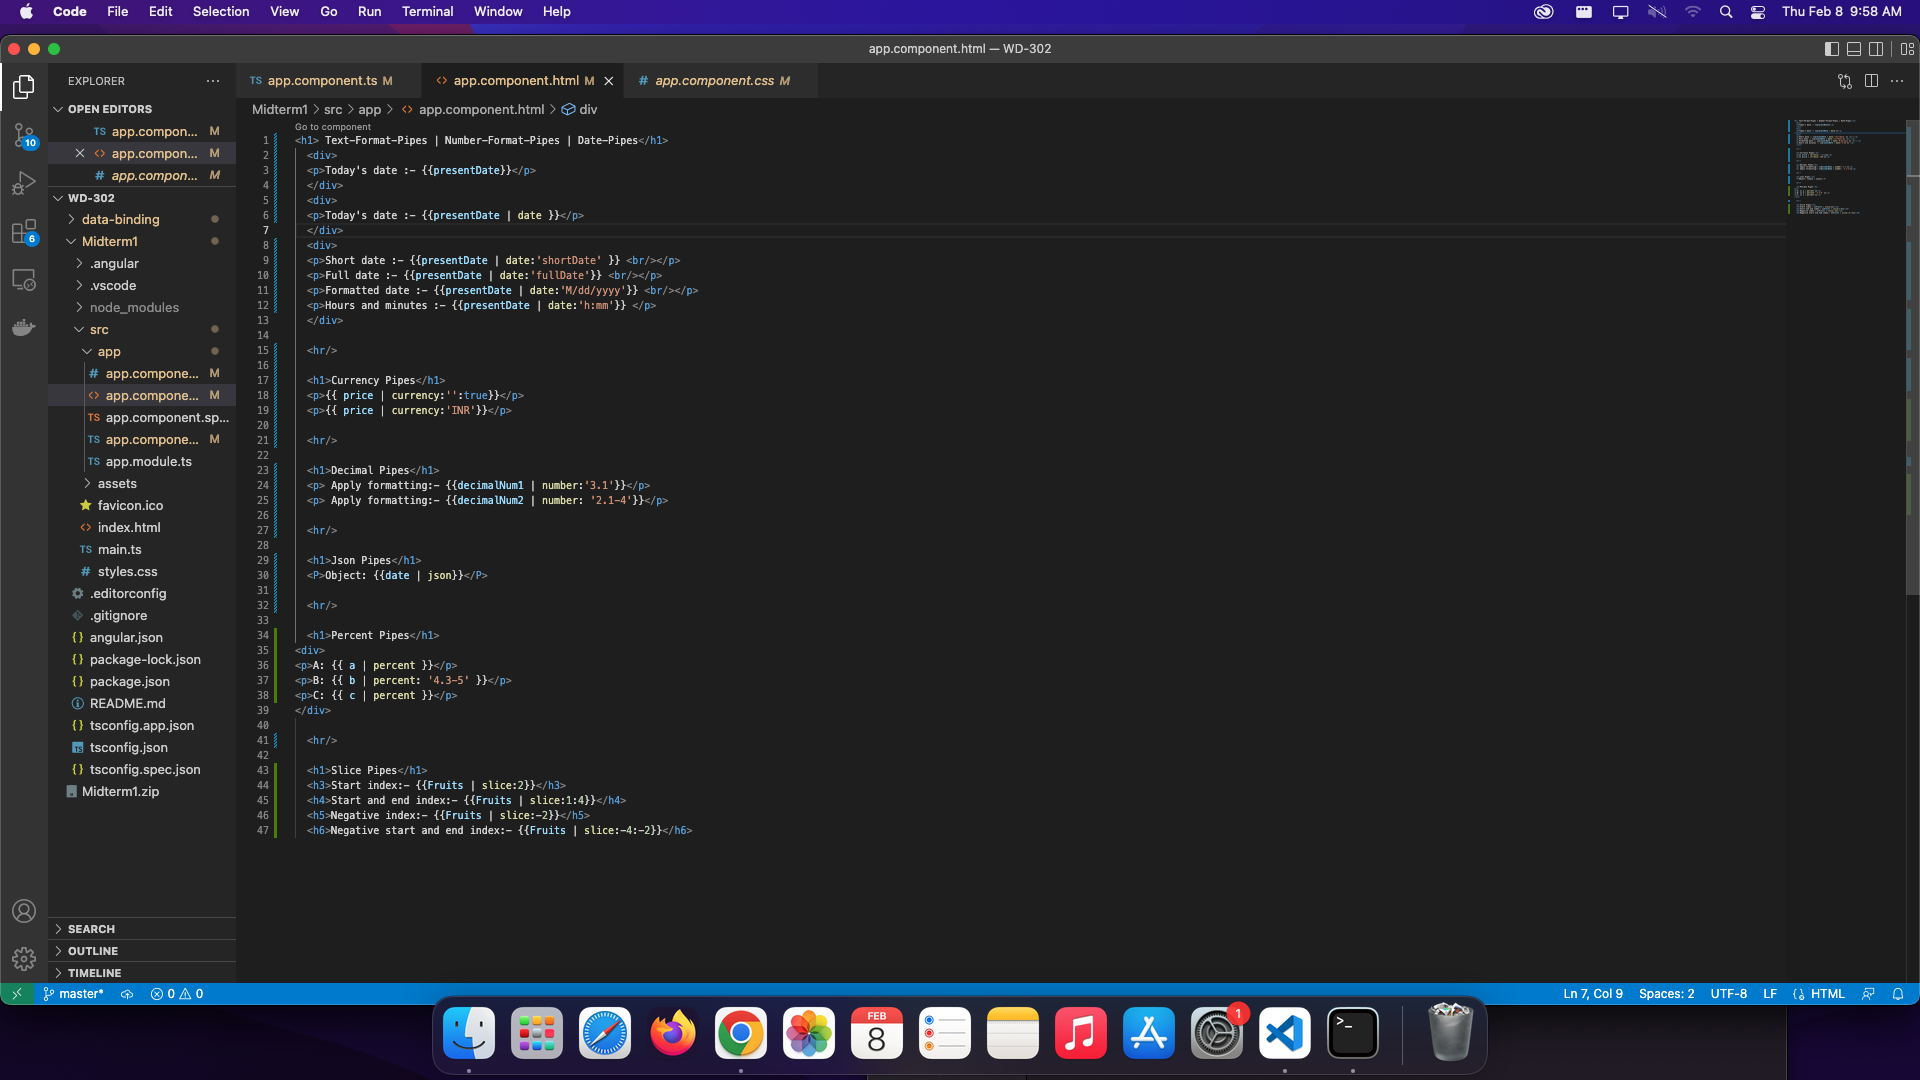 Code File Edit Selection View Go Run Terminal Window Help Thu Feb 8 9:58 AM
app.component.html — WD-302
EXPLORER
TS app.component.ts M
<> app.component.html M
# app.component.css M
Midterm1 > src > app > <> app.component.html > div
OPEN EDITORS
TS app.compon... M
<> app.compon... M
# app.compon... M
WD-302
data-binding
Midterm1
.angular
.vscode
node_modules
src
app
# app.compone... M
<> app.compone... M
TS app.component.sp...
TS app.compone... M
TS app.module.ts
assets
favicon.ico
<> index.html
TS main.ts
# styles.css
.editorconfig
.gitignore
{} angular.json
{} package-lock.json
{} package.json
README.md
{} tsconfig.app.json
TS tsconfig.json
{} tsconfig.spec.json
Midterm1.zip
SEARCH
OUTLINE
TIMELINE
10
6
Go to component
1 <h1> Text-Format-Pipes | Number-Format-Pipes | Date-Pipes</h1>
2 <div>
3 <p>Today's date :- {{presentDate}}</p>
4 </div>
5 <div>
6 <p>Today's date :- {{presentDate | date }}</p>
7 </div>
8 <div>
9 <p>Short date :- {{presentDate | date:'shortDate' }} <br/></p>
10 <p>Full date :- {{presentDate | date:'fullDate'}} <br/></p>
11 <p>Formatted date :- {{presentDate | date:'M/dd/yyyy'}} <br/></p>
12 <p>Hours and minutes :- {{presentDate | date:'h:mm'}} </p>
13 </div>
14
15 <hr/>
16
17 <h1>Currency Pipes</h1>
18 <p>{{ price | currency:'':true}}</p>
19 <p>{{ price | currency:'INR'}}</p>
20
21 <hr/>
22
23 <h1>Decimal Pipes</h1>
24 <p> Apply formatting:- {{decimalNum1 | number:'3.1'}}</p>
25 <p> Apply formatting:- {{decimalNum2 | number: '2.1-4'}}</p>
26
27 <hr/>
28
29 <h1>Json Pipes</h1>
30 <P>Object: {{date | json}}</P>
31
32 <hr/>
33
34 <h1>Percent Pipes</h1>
35 <div>
36 <p>A: {{ a | percent }}</p>
37 <p>B: {{ b | percent: '4.3-5' }}</p>
38 <p>C: {{ c | percent }}</p>
39 </div>
40
41 <hr/>
42
43 <h1>Slice Pipes</h1>
44 <h3>Start index:- {{Fruits | slice:2}}</h3>
45 <h4>Start and end index:- {{Fruits | slice:1:4}}</h4>
46 <h5>Negative index:- {{Fruits | slice:-2}}</h5>
47 <h6>Negative start and end index:- {{Fruits | slice:-4:-2}}</h6>
master* 0 0 Ln 7, Col 9 Spaces: 2 UTF-8 LF {} HTML
FEB
8
1
>_